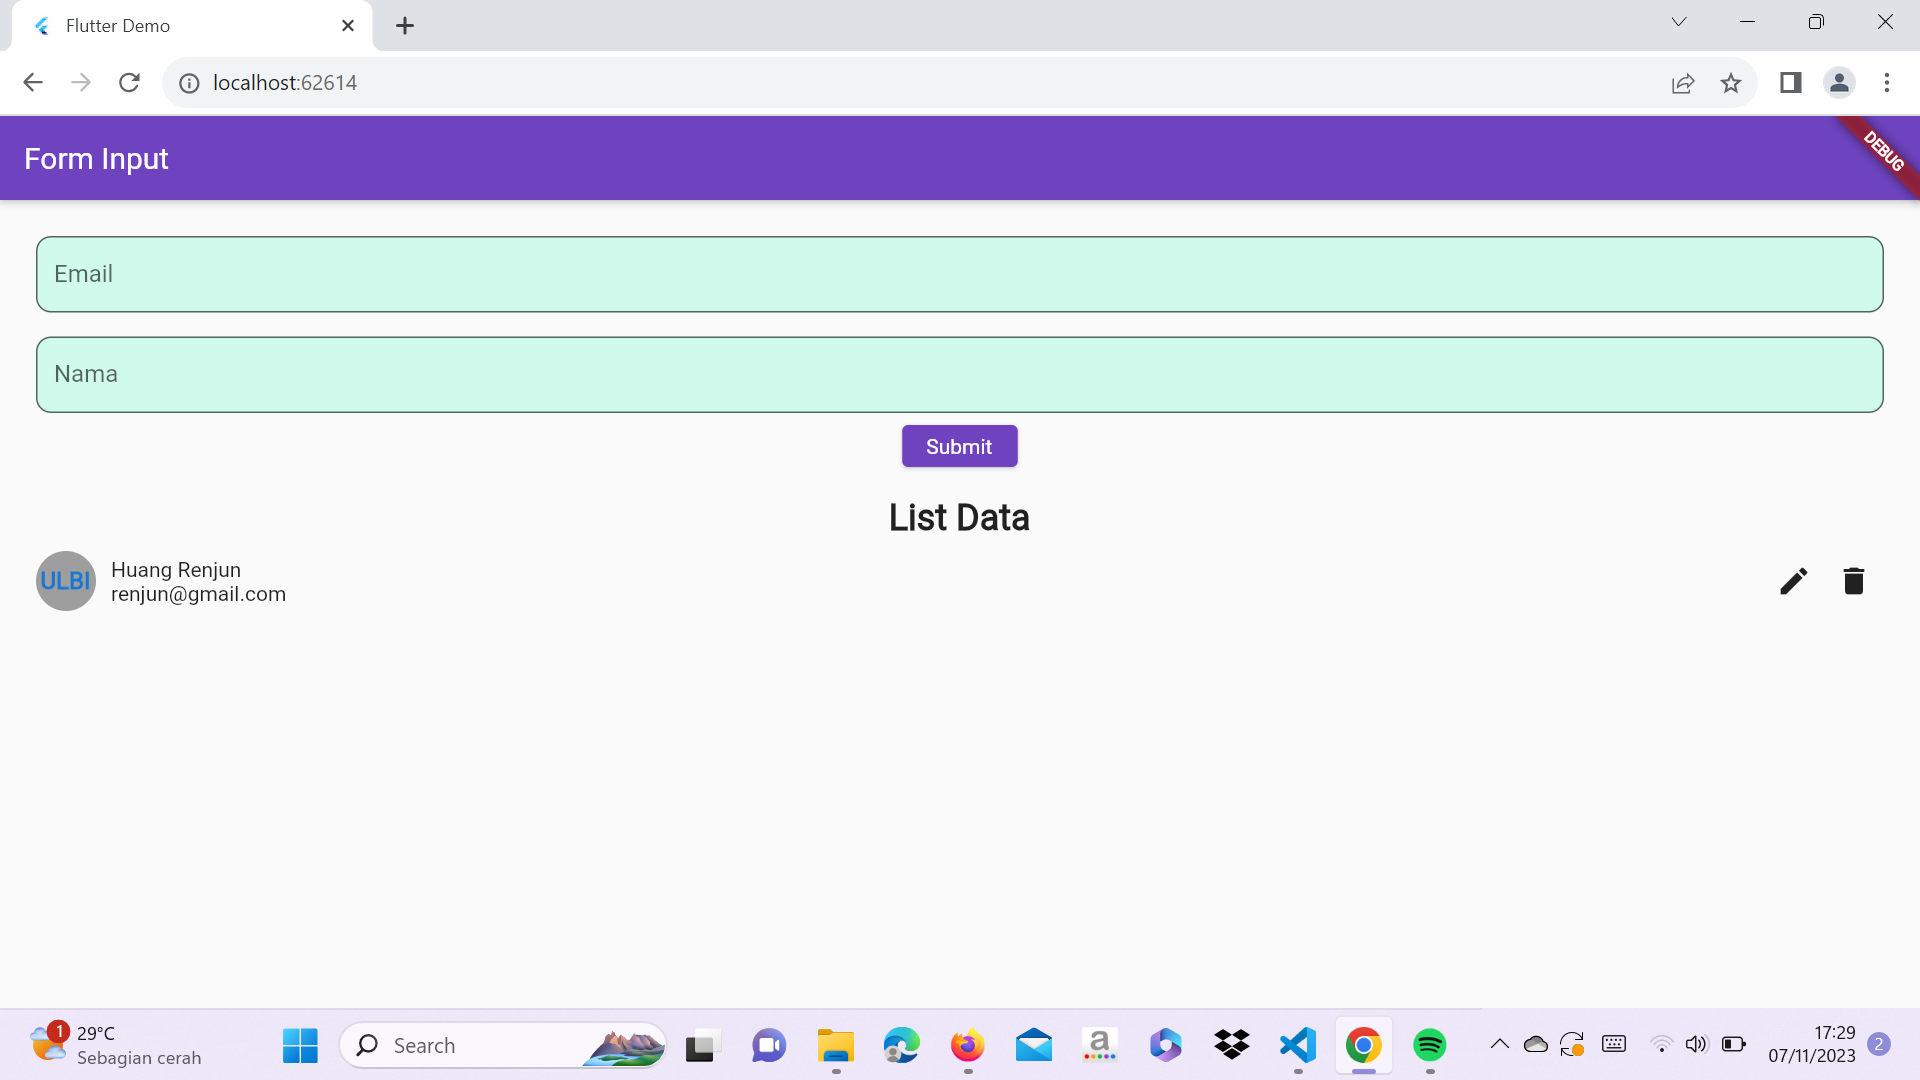 Flutter Demo
localhost:62614
Form Input
DEBUG
Email
Nama
Submit
List Data
ULBI
Huang Renjun
renjun@gmail.com
1
29°C
Sebagian cerah
Search
a
17:29
07/11/2023
2